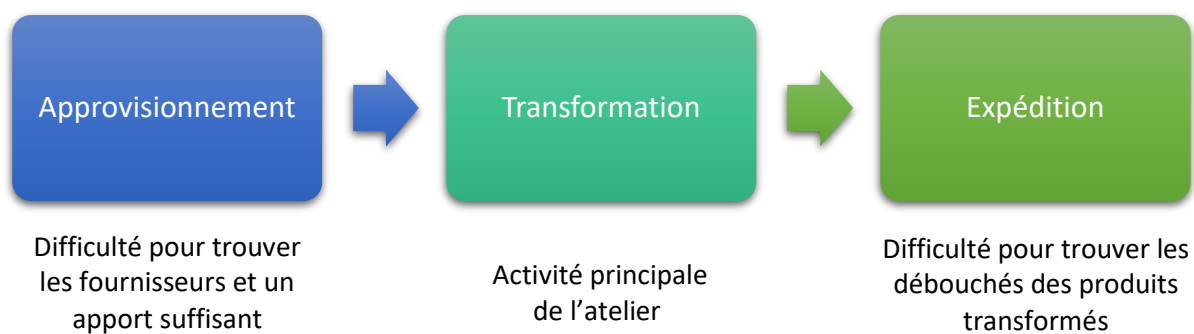 Approvisionnement
Transformation
Expédition
Difficulté pour trouver
les fournisseurs et un
apport suffisant
Activité principale
de l’atelier
Difficulté pour trouver les
débouchés des produits
transformés